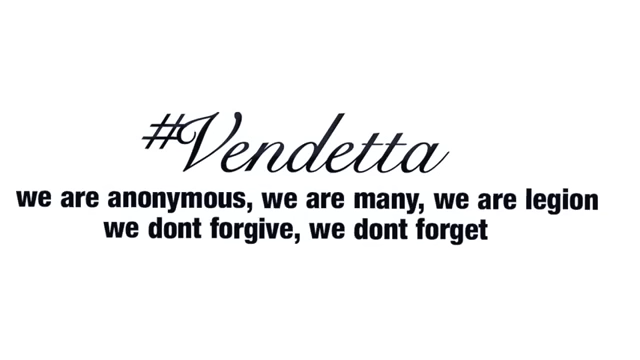 #Vendetta
we are anonymous, we are many, we are legion
we dont forgive, we dont forget